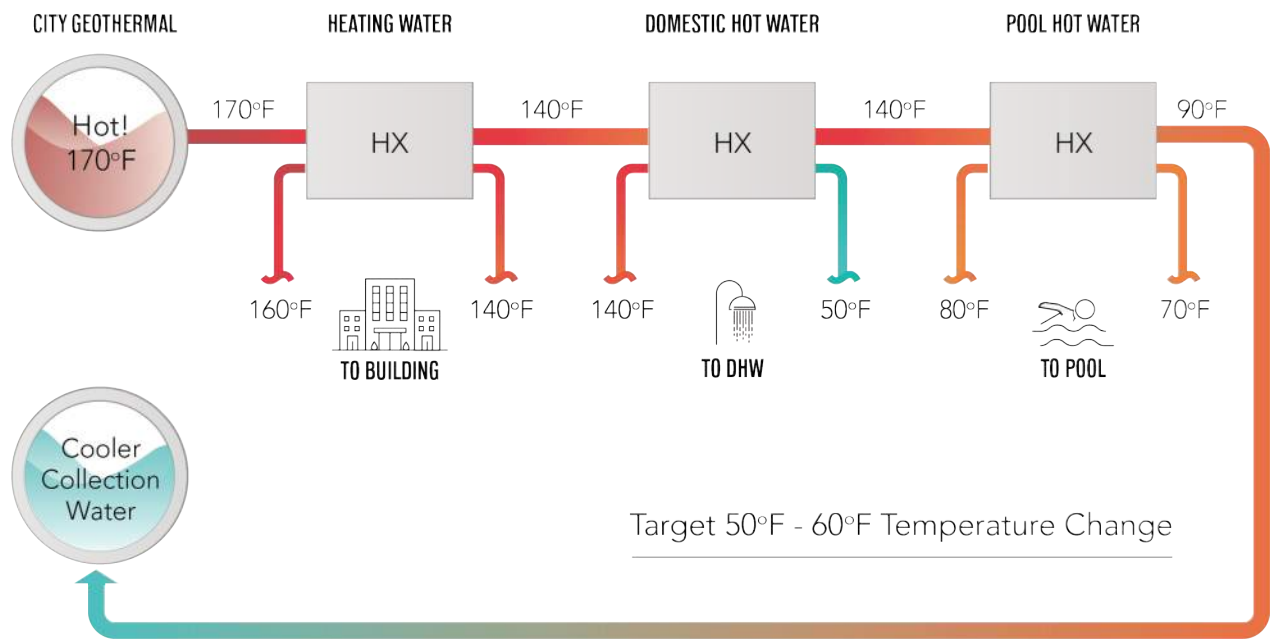 CITY GEOTHERMAL
HEATING WATER
DOMESTIC HOT WATER
POOL HOT WATER
Hot!
170°F
170°F
HX
140°F
HX
140°F
HX
90°F
160°F
140°F
140°F
50°F
80°F
70°F
TO BUILDING
TO DHW
TO POOL
Cooler
Collection
Water
Target 50°F - 60°F Temperature Change